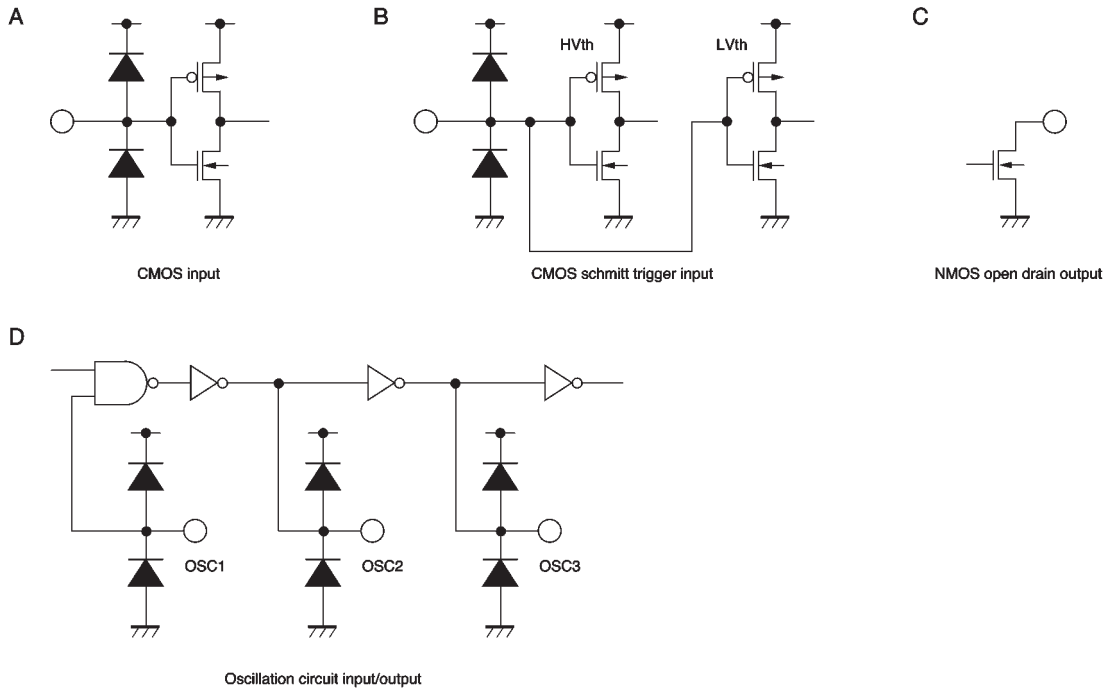 A
B
C
HVth
LVth
CMOS input
CMOS schmitt trigger input
NMOS open drain output
D
OSC1
OSC2
OSC3
Oscillation circuit input/output